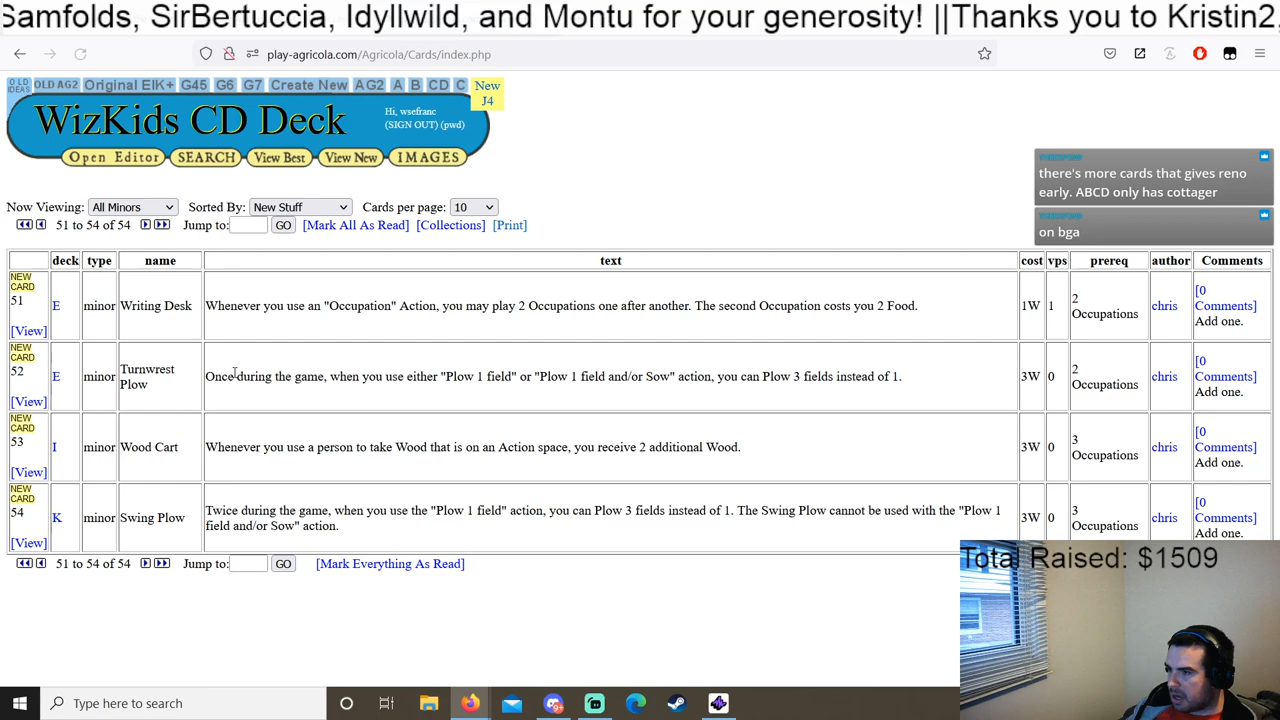 Samfolds, SirBertuccia, Idyllwild, and Montu for your generosity! ||Thanks you to Kristin2,
play-agricola.com/Agricola/Cards/index.php
OLD IDEAS OLD AG2 Original EIK+ G45 G6 G7 Create New AG2 A B CD C New J4
WizKids CD Deck
Hi, wsefranc
(SIGN OUT) (pwd)
Open Editor SEARCH View Best View New IMAGES
there's more cards that gives reno
early. ABCD only has cottager
on bga
Now Viewing: All Minors Sorted By: New Stuff Cards per page: 10
51 to 54 of 54 Jump to: GO [Mark All As Read] [Collections] [Print]
deck type name text cost vps prereq author Comments
NEW CARD 51 [View] E minor Writing Desk Whenever you use an "Occupation" Action, you may play 2 Occupations one after another. The second Occupation costs you 2 Food. 1W 1 2 Occupations chris [0 Comments] Add one.
NEW CARD 52 [View] E minor Turnwrest Plow Once during the game, when you use either "Plow 1 field" or "Plow 1 field and/or Sow" action, you can Plow 3 fields instead of 1. 3W 0 2 Occupations chris [0 Comments] Add one.
NEW CARD 53 [View] I minor Wood Cart Whenever you use a person to take Wood that is on an Action space, you receive 2 additional Wood. 3W 0 3 Occupations chris [0 Comments] Add one.
NEW CARD 54 [View] K minor Swing Plow Twice during the game, when you use the "Plow 1 field" action, you can Plow 3 fields instead of 1. The Swing Plow cannot be used with the "Plow 1 field and/or Sow" action. 3W 0 3 Occupations chris [0 Comments] Add one.
51 to 54 of 54 Jump to: GO [Mark Everything As Read]
Total Raised: $1509
Type here to search